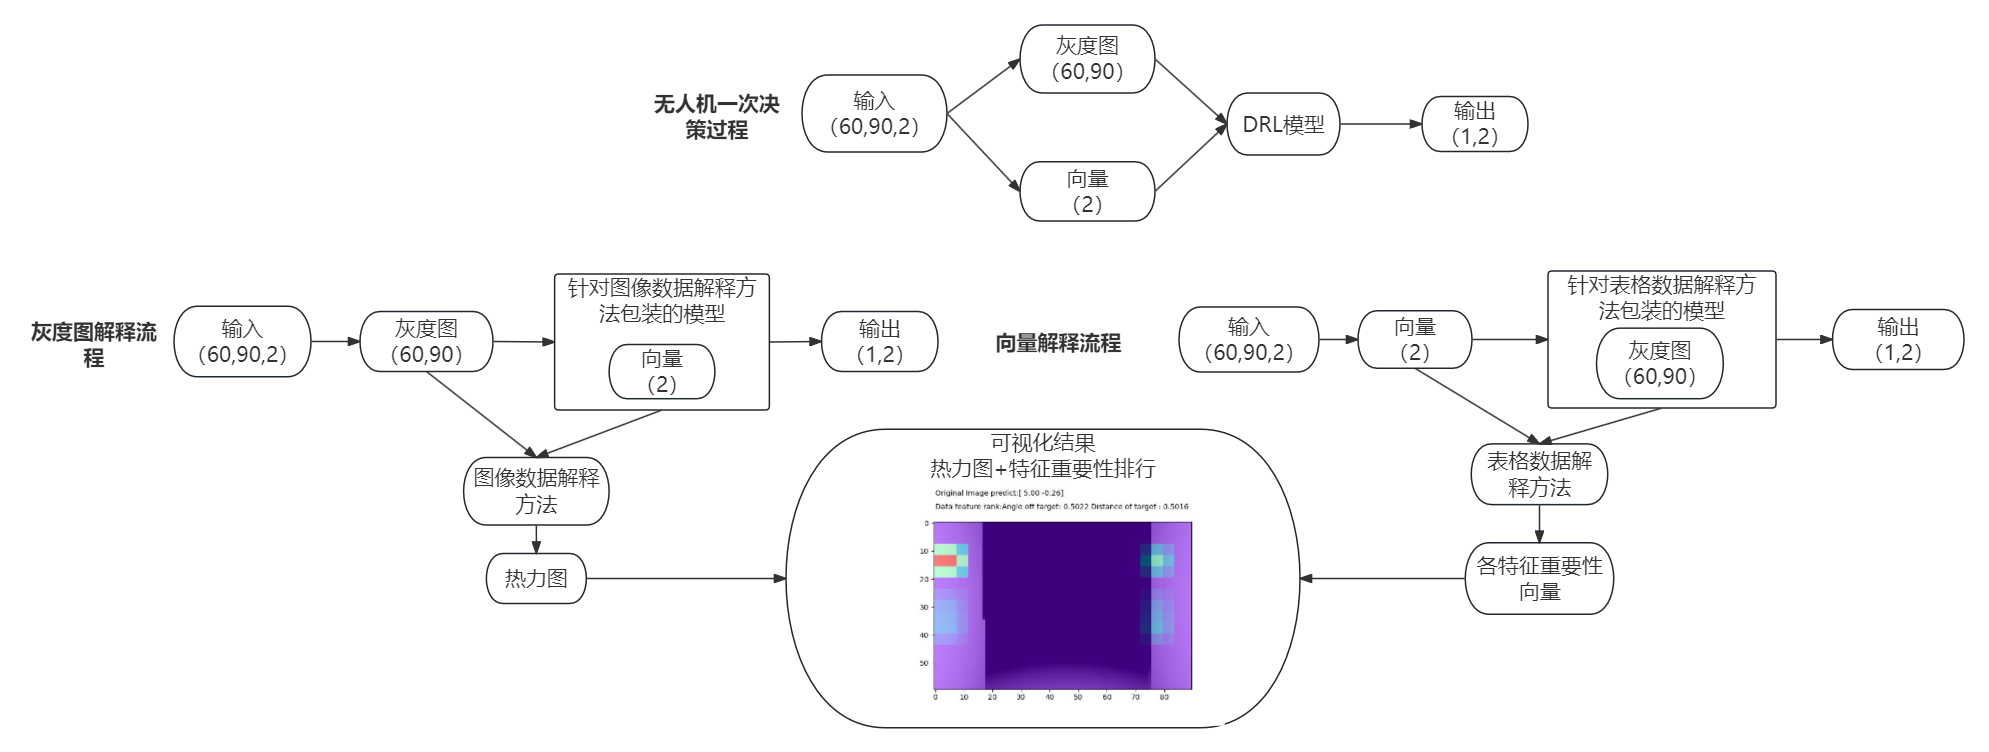 无人机一次决
策过程
输入
(60,90,2)
灰度图
(60,90)
向量
(2)
DRL模型
输出
(1,2)
灰度图解释流
程
输入
(60,90,2)
灰度图
(60,90)
针对图像数据解释方
法包装的模型
向量
(2)
输出
(1,2)
图像数据解释
方法
热力图
向量解释流程
输入
(60,90,2)
向量
(2)
针对表格数据解释方
法包装的模型
灰度图
(60,90)
输出
(1,2)
表格数据解
释方法
各特征重要性
向量
可视化结果
热力图+特征重要性排行
Original Image predict:[ 5.00 -0.26]
Data feature rank:Angle off target: 0.5022 Distance of target : 0.5016
0
10
20
30
40
50
0 10 20 30 40 50 60 70 80